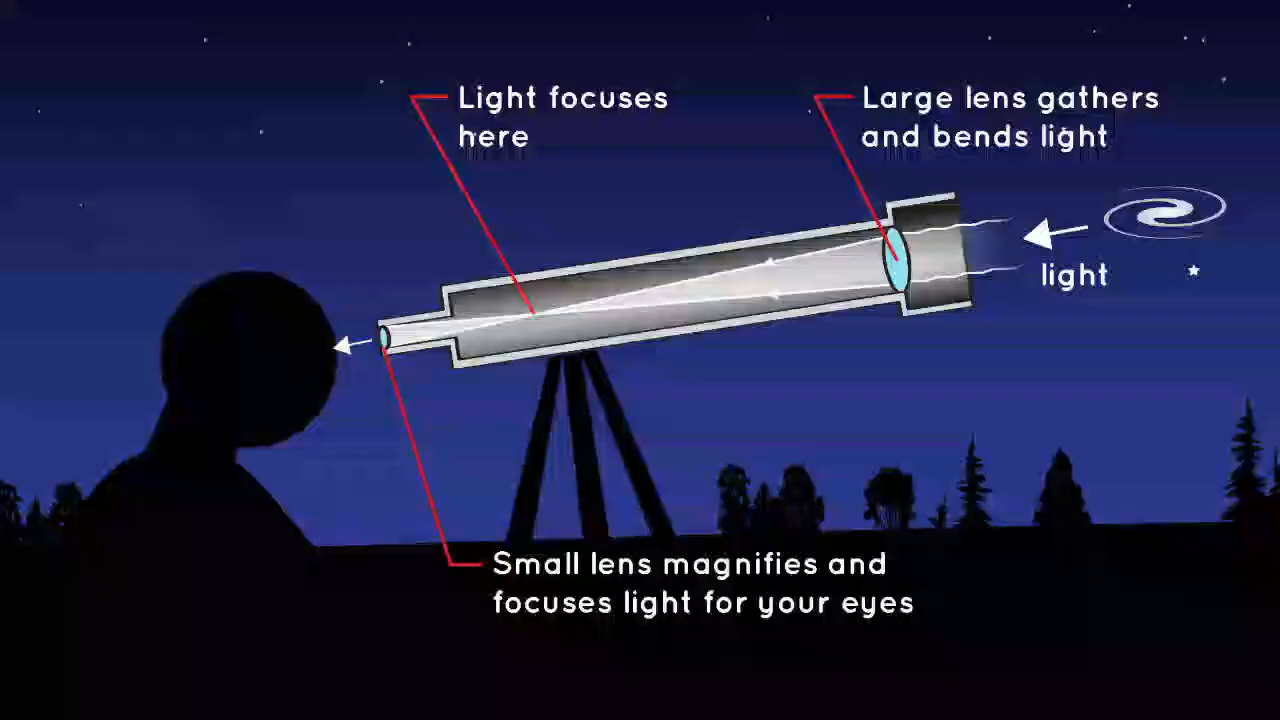 Light focuses
here
Large lens gathers
and bends light
light
Small lens magnifies and
focuses light for your eyes